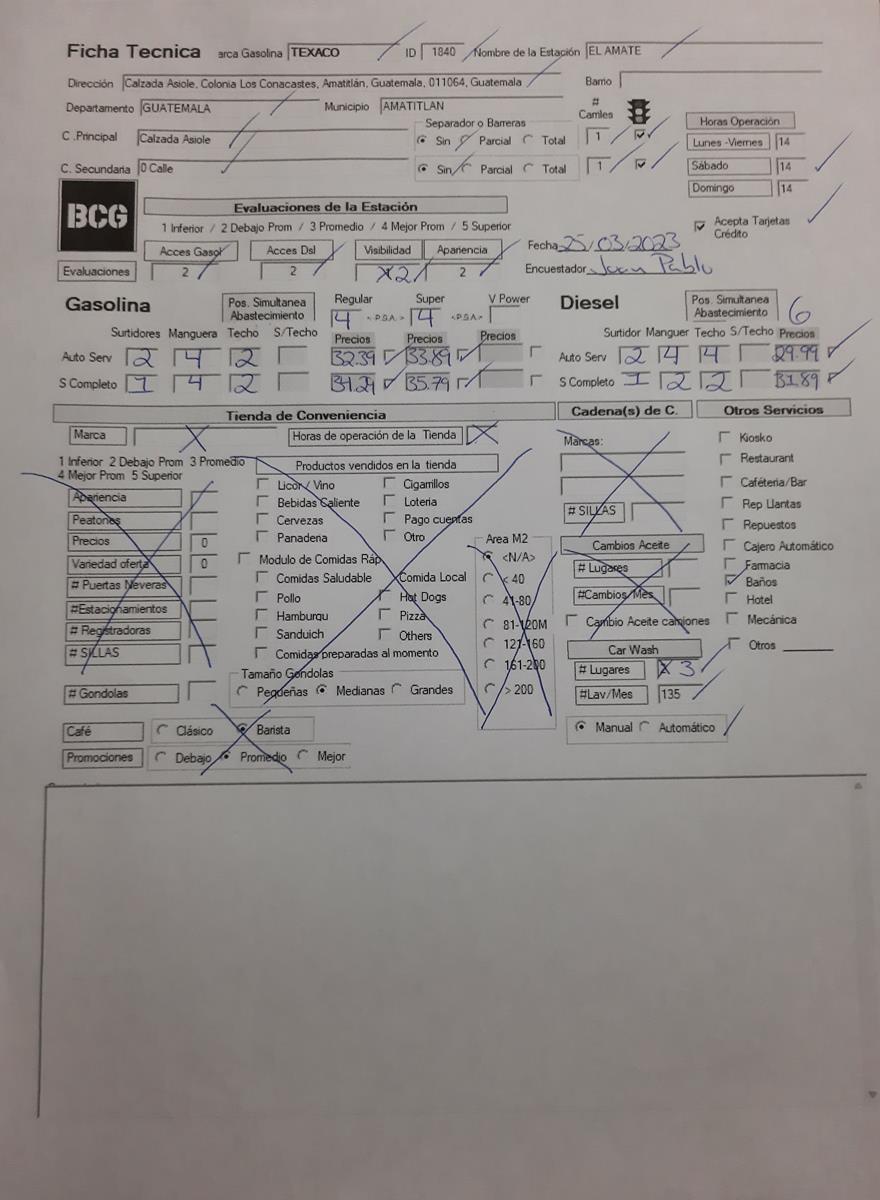 Ficha Tecnica arca Gasolina TEXACO ID 1840 Nombre de la Estación EL AMATE
Dirección Calzada Asiole, Colonia Los Conacastes, Amatitlán, Guatemala, 011064, Guatemala Barrio
Departamento GUATEMALA Municipio AMATITLAN # Carriles
C .Principal Calzada Asiole Separador o Barreras Sin Parcial Total 1
C. Secundaria 0 Calle Sin Parcial Total 1
Horas Operación
Lunes -Viernes 14
Sábado 14
Domingo 14
BCG
Evaluaciones de la Estación
1 Inferior / 2 Debajo Prom / 3 Promedio / 4 Mejor Prom / 5 Superior
Acepta Tarjetas Crédito
Acces Gasol Acces Dsl Visibilidad Apariencia
Fecha 25/03/2023
Evaluaciones 2 2 2 2
Encuestador Juan Pablo
Gasolina Pos. Simultanea Abastecimiento Regular 4 < P.S.A. > Super 4 <P.S.A.> V Power
Surtidores Manguera Techo S/Techo Precios Precios Precios
Auto Serv 2 4 2 32.39 33.89
S Completo 1 4 2 34.29 35.79
Diesel Pos. Simultanea Abastecimiento 6
Surtidor Manguer Techo S/Techo Precios
Auto Serv 2 4 4 29.99
S Completo 1 2 2 31.89
Tienda de Conveniencia
Marca Horas de operación de la Tienda
1 Inferior 2 Debajo Prom 3 Promedio
4 Mejor Prom 5 Superior
Apariencia
Peatones
Precios 0
Variedad oferta 0
# Puertas Neveras
#Estacionamientos
# Registradoras
# SILLAS
# Gondolas
Productos vendidos en la tienda
Licor / Vino Cigarrillos
Bebidas Caliente Loteria
Cervezas Pago cuentas
Panaderia Otro
Modulo de Comidas Ráp
Comidas Saludable Comida Local
Pollo Hot Dogs
Hamburqu Pizza
Sanduich Others
Comidas preparadas al momento
Tamaño Gondolas
Pequeñas Medianas Grandes
Area M2
<N/A>
< 40
41-80
81-120M
121-160
161-200
> 200
Café Clásico Barista
Promociones Debajo Promedio Mejor
Cadena(s) de C.
Marcas:
# SILLAS
Cambios Aceite
# Lugares
#Cambios Mes
Cambio Aceite camiones
Car Wash
# Lugares 3
#Lav/Mes 135
Manual Automático
Otros Servicios
Kiosko
Restaurant
Caféteria/Bar
Rep Llantas
Repuestos
Cajero Automático
Farmacia
Baños
Hotel
Mecánica
Otros